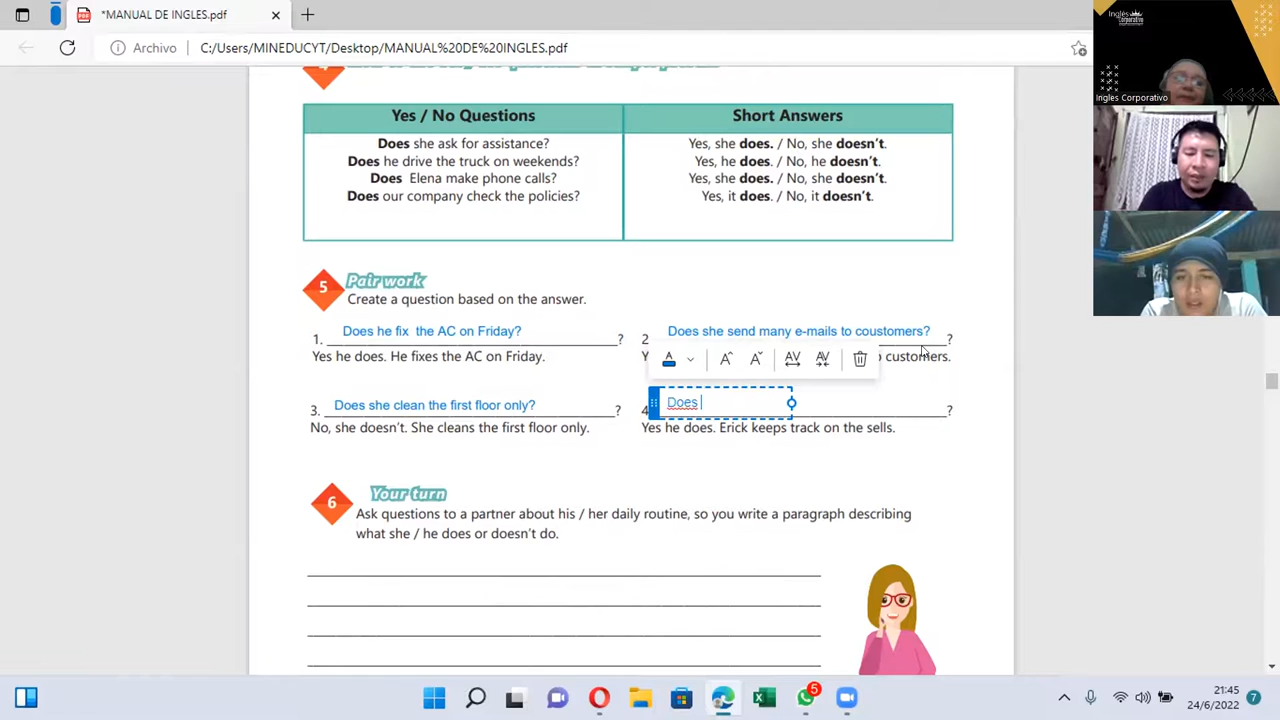 *MANUAL DE INGLES.pdf
Archivo
C:/Users/MINEDUCYT/Desktop/MANUAL%20DE%20INGLES.pdf
Yes / No Questions
Short Answers
Does she ask for assistance?
Yes, she does. / No, she doesn't.
Does he drive the truck on weekends?
Yes, he does. / No, he doesn't.
Does Elena make phone calls?
Yes, she does. / No, she doesn't.
Does our company check the policies?
Yes, it does. / No, it doesn't.
5 Pair work
Create a question based on the answer.
1. Does he fix the AC on Friday? ?
Yes he does. He fixes the AC on Friday.
2 Does she send many e-mails to coustomers? ?
customers.
3. Does she clean the first floor only? ?
No, she doesn't. She cleans the first floor only.
4 Does ?
Yes he does. Erick keeps track on the sells.
6 Your turn
Ask questions to a partner about his / her daily routine, so you write a paragraph describing
what she / he does or doesn't do.
Inglés Corporativo
Ingles Corporativo
5
21:45
24/6/2022
7